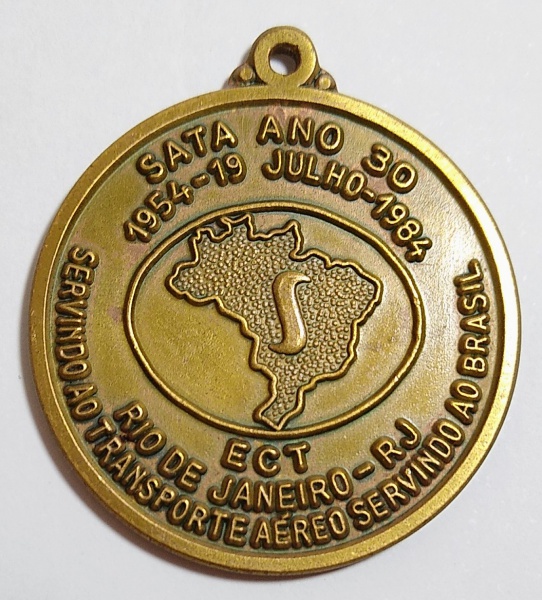 SATA ANO 30
1954-19 JULHO-1984
ECT
RIO DE JANEIRO - RJ
SERVINDO AO TRANSPORTE AÉREO SERVINDO AO BRASIL